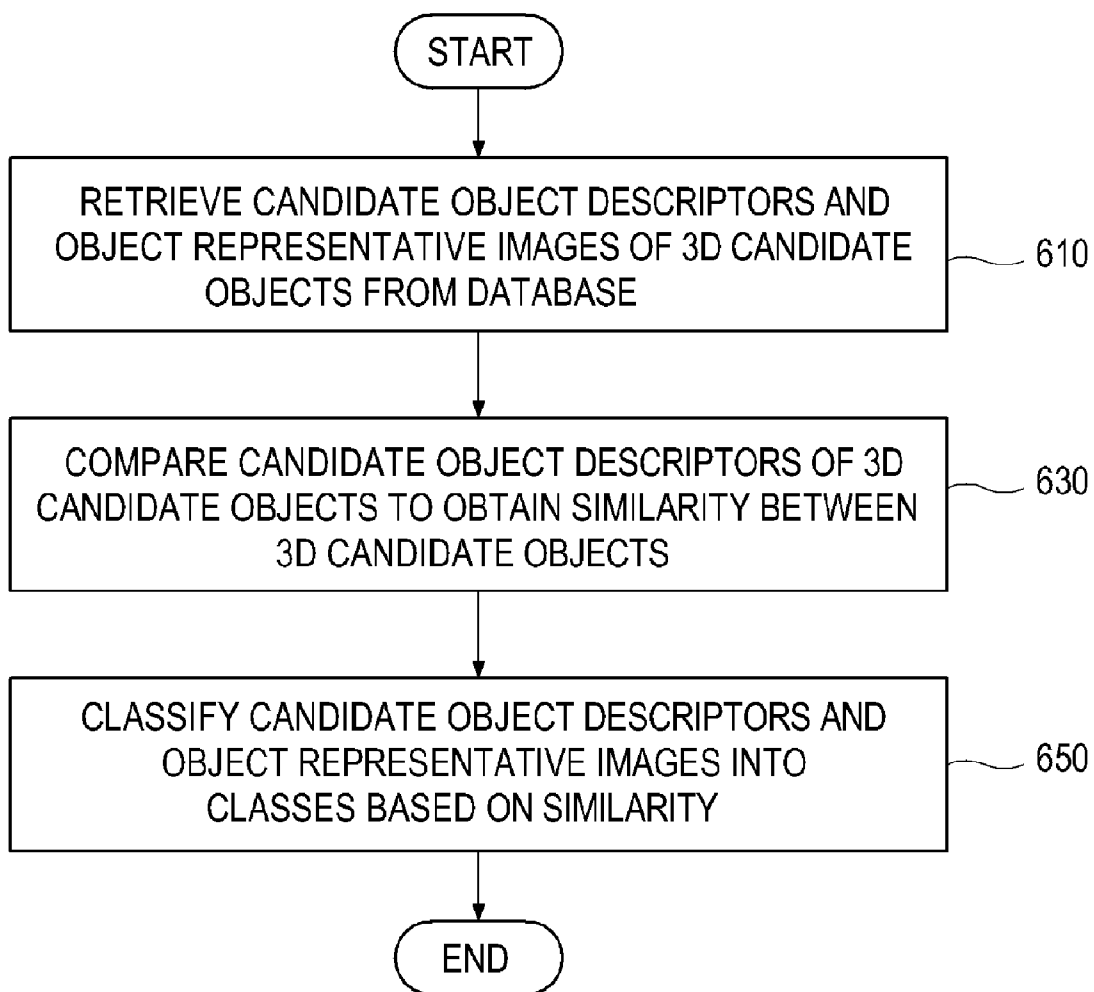 START
RETRIEVE CANDIDATE OBJECT DESCRIPTORS AND
OBJECT REPRESENTATIVE IMAGES OF 3D CANDIDATE
OBJECTS FROM DATABASE
610
COMPARE CANDIDATE OBJECT DESCRIPTORS OF 3D
CANDIDATE OBJECTS TO OBTAIN SIMILARITY BETWEEN
3D CANDIDATE OBJECTS
630
CLASSIFY CANDIDATE OBJECT DESCRIPTORS AND
OBJECT REPRESENTATIVE IMAGES INTO
CLASSES BASED ON SIMILARITY
650
END